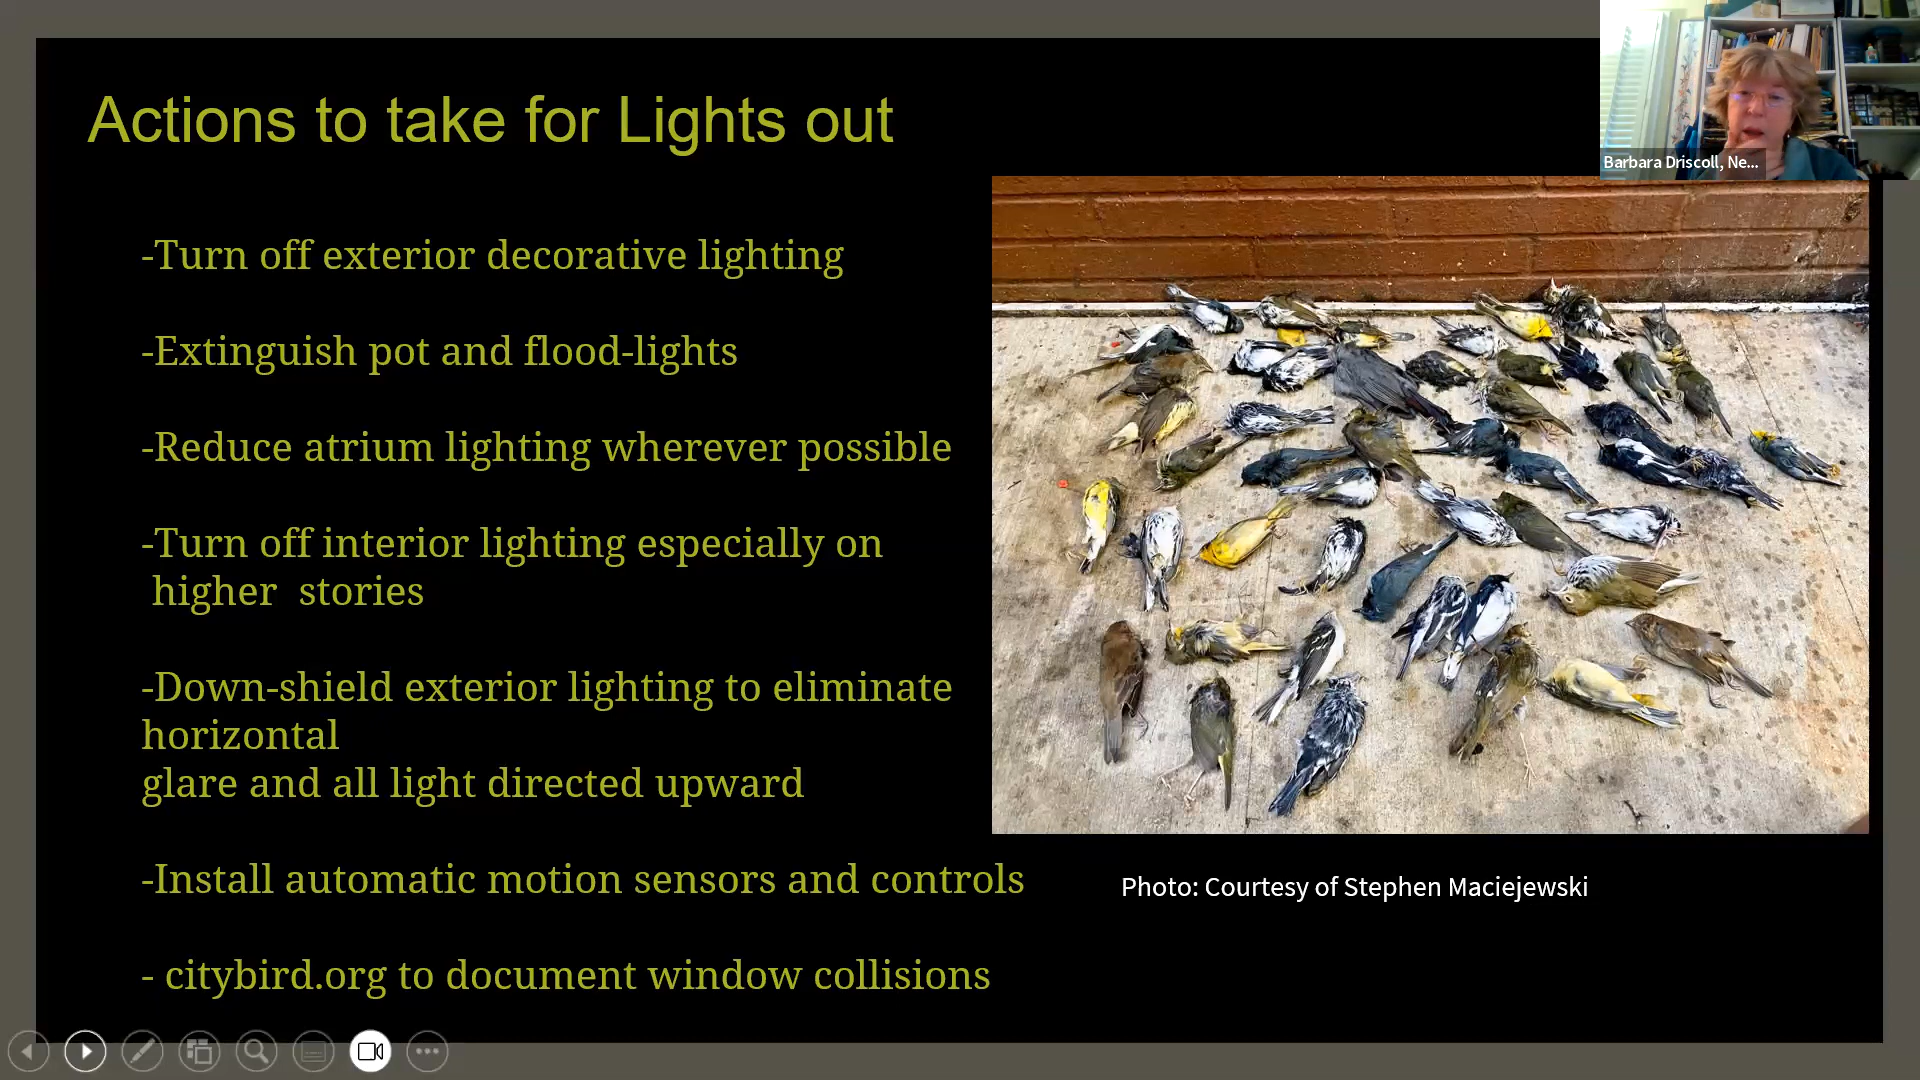 Actions to take for Lights out
Barbara Driscoll, Ne...
-Turn off exterior decorative lighting
-Extinguish pot and flood-lights
-Reduce atrium lighting wherever possible
-Turn off interior lighting especially on
higher stories
-Down-shield exterior lighting to eliminate
horizontal
glare and all light directed upward
-Install automatic motion sensors and controls
- citybird.org to document window collisions
Photo: Courtesy of Stephen Maciejewski